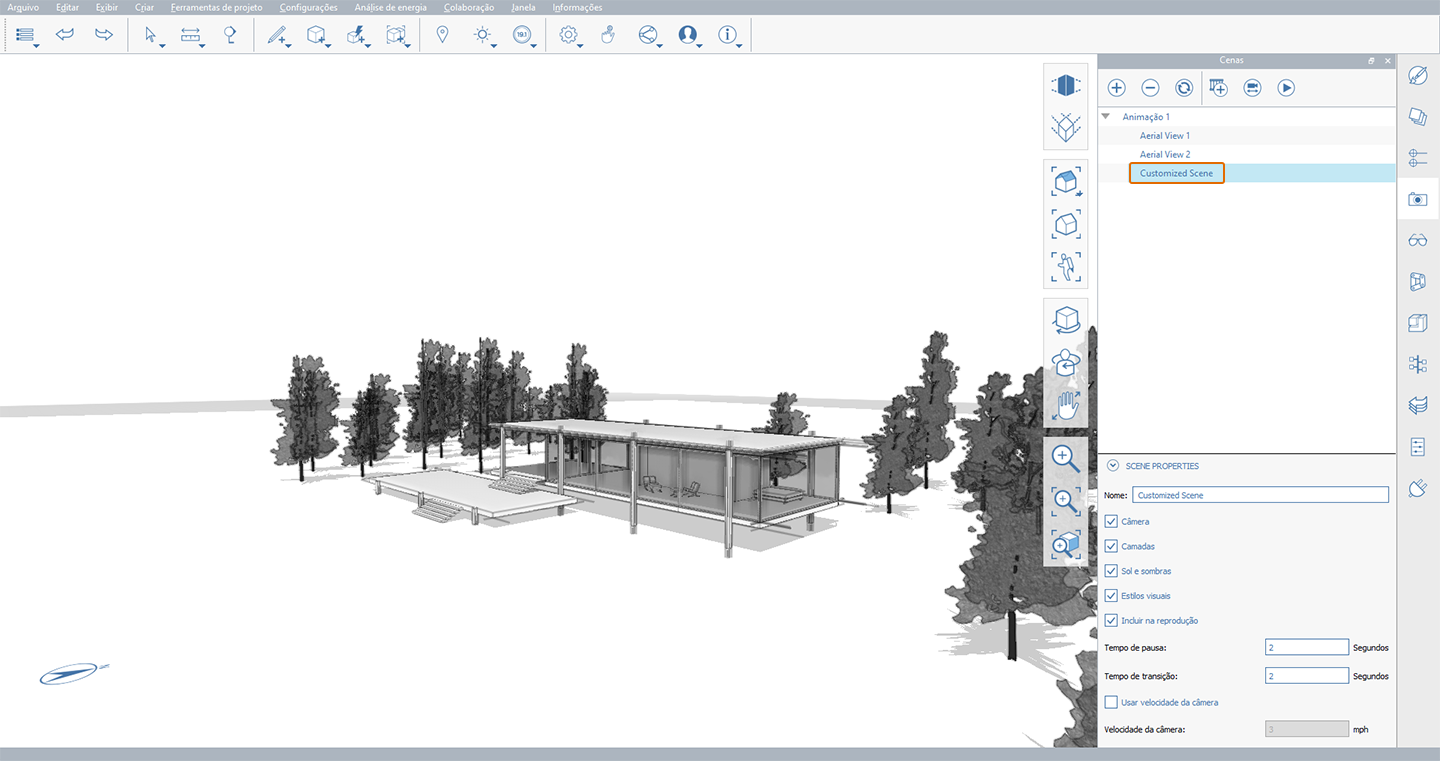 Arquivo Editar Exibir Criar Ferramentas de projeto Configurações Análise de energia Colaboração Janela Informações
19.1
Cenas
Animação 1
Aerial View 1
Aerial View 2
Customized Scene
SCENE PROPERTIES
Nome: Customized Scene
Câmera
Camadas
Sol e sombras
Estilos visuais
Incluir na reprodução
Tempo de pausa: 2 Segundos
Tempo de transição: 2 Segundos
Usar velocidade da câmera
Velocidade da câmera: 3 mph